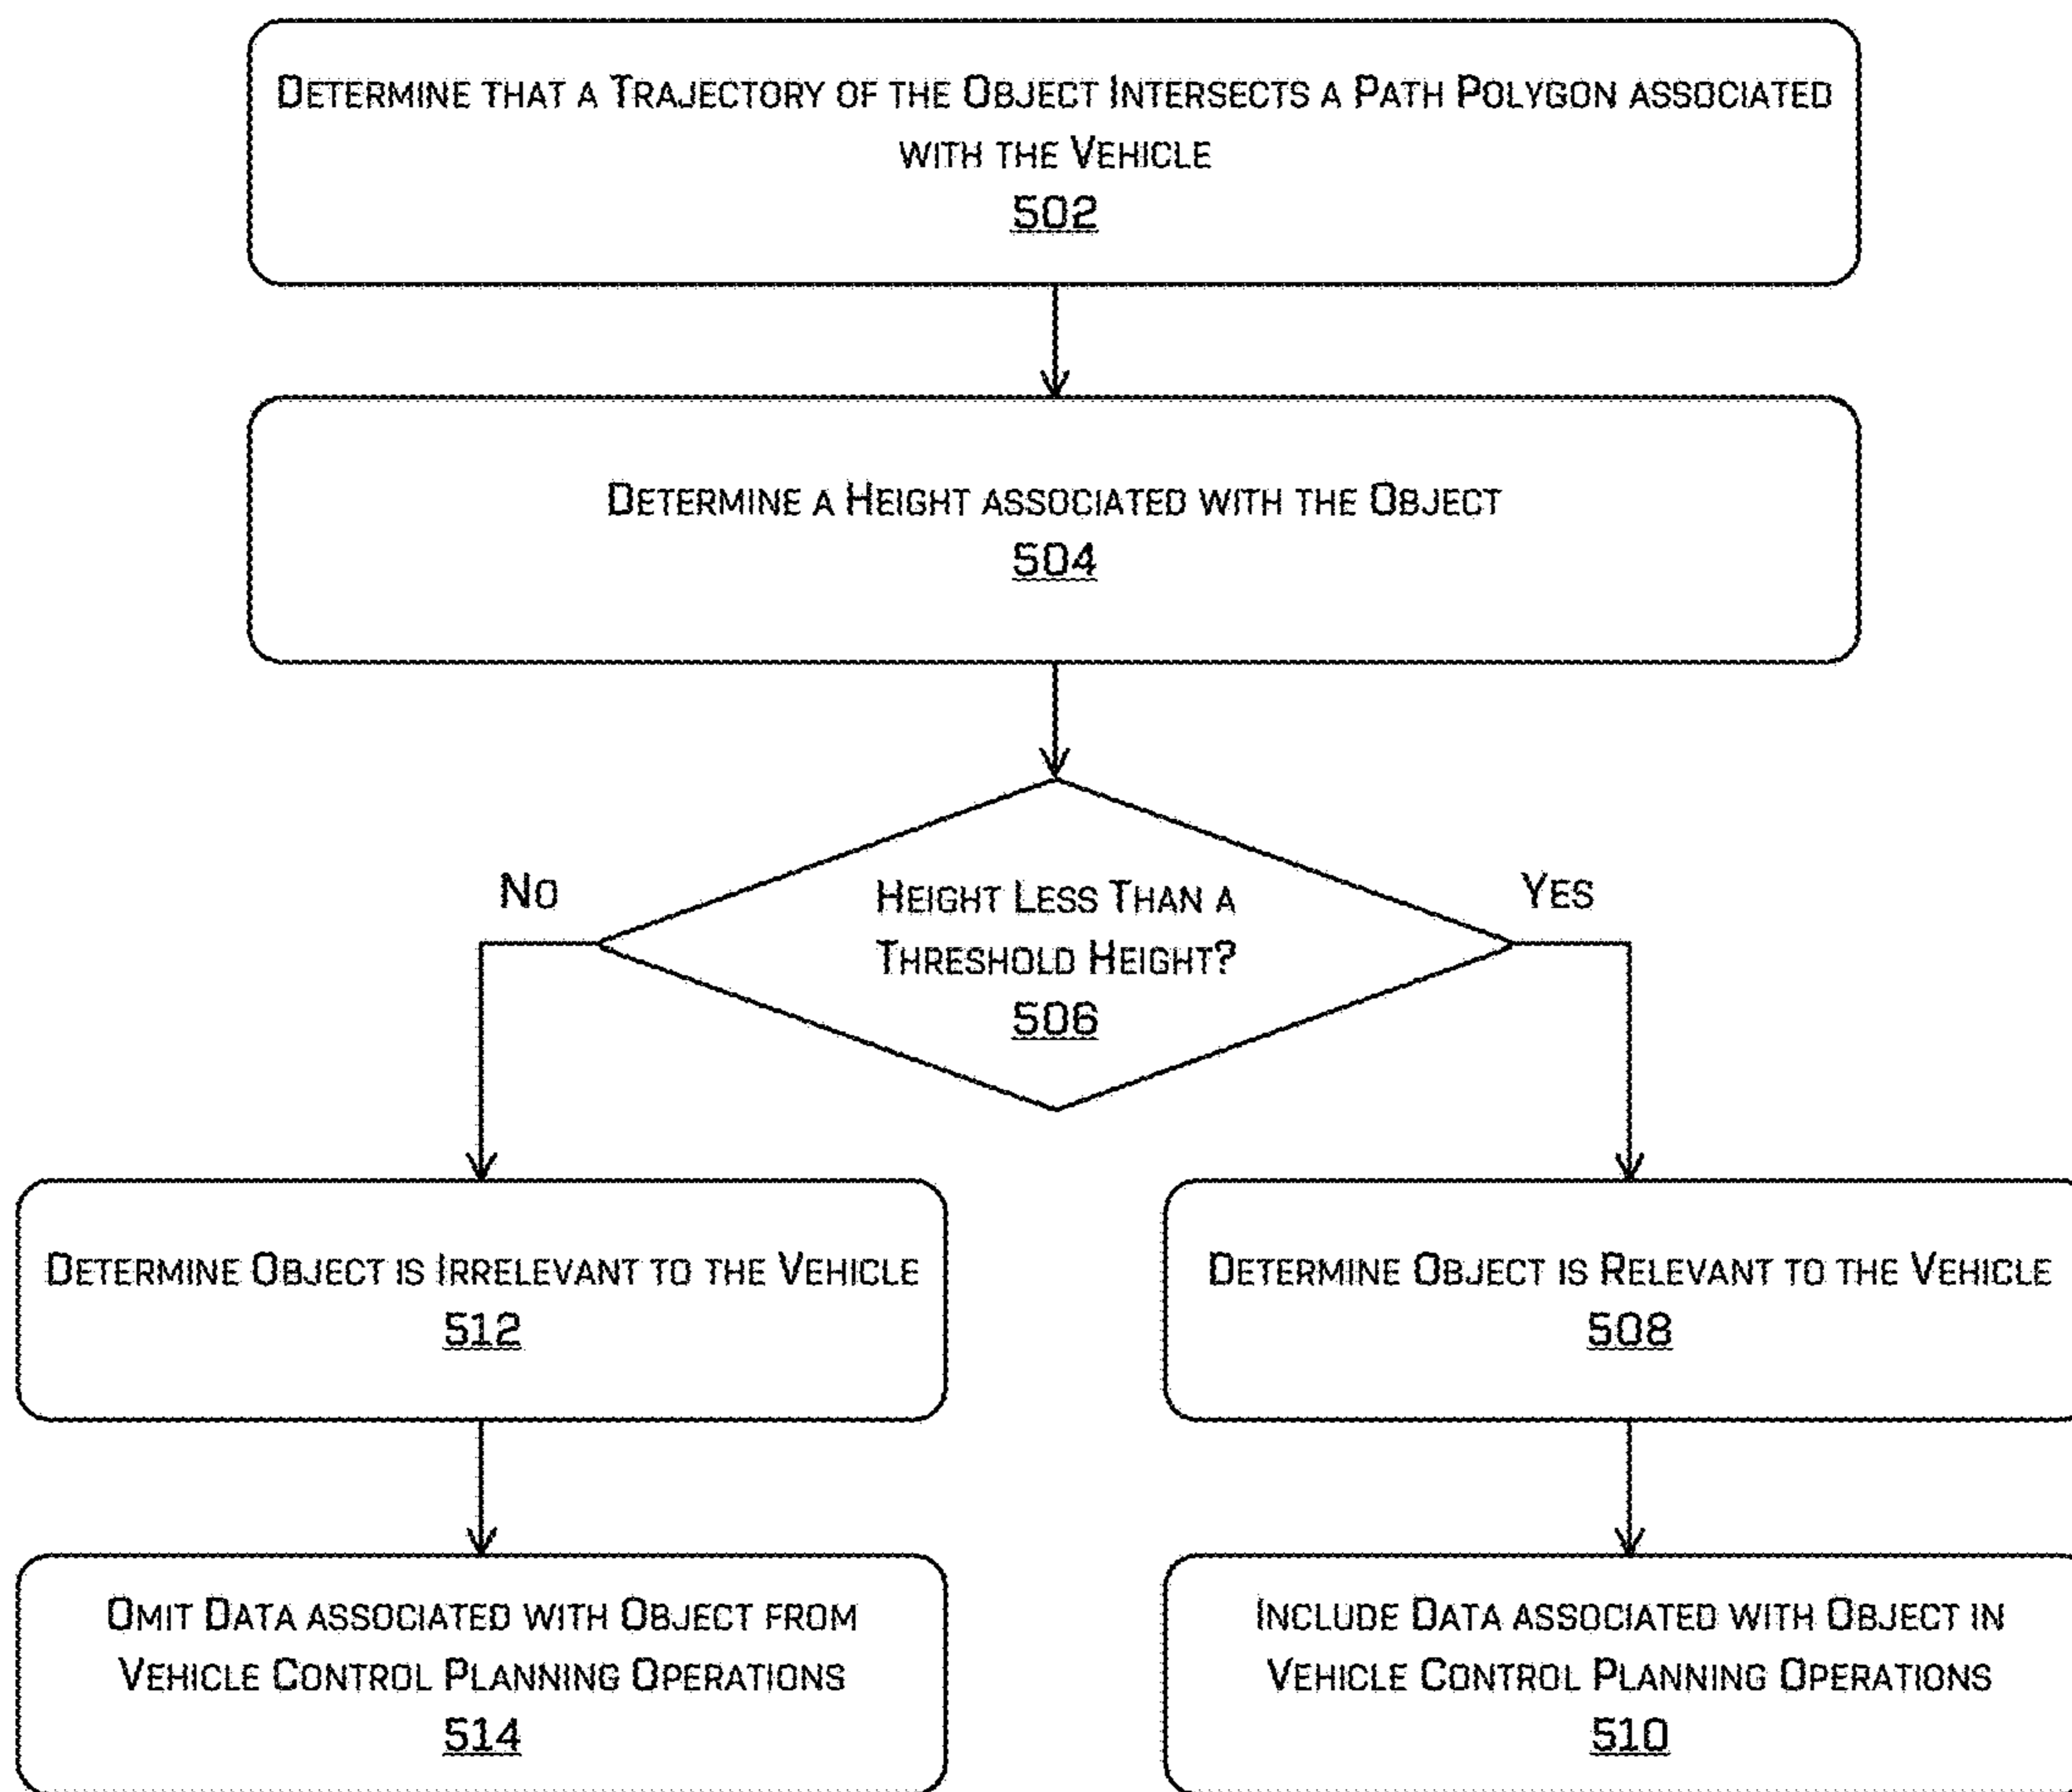 DETERMINE THAT A TRAJECTORY OF THE OBJECT INTERSECTS A PATH POLYGON ASSOCIATED
WITH THE VEHICLE
502
DETERMINE A HEIGHT ASSOCIATED WITH THE OBJECT
504
HEIGHT LESS THAN A
THRESHOLD HEIGHT?
506
NO
YES
DETERMINE OBJECT IS IRRELEVANT TO THE VEHICLE
512
DETERMINE OBJECT IS RELEVANT TO THE VEHICLE
508
OMIT DATA ASSOCIATED WITH OBJECT FROM
VEHICLE CONTROL PLANNING OPERATIONS
514
INCLUDE DATA ASSOCIATED WITH OBJECT IN
VEHICLE CONTROL PLANNING OPERATIONS
510